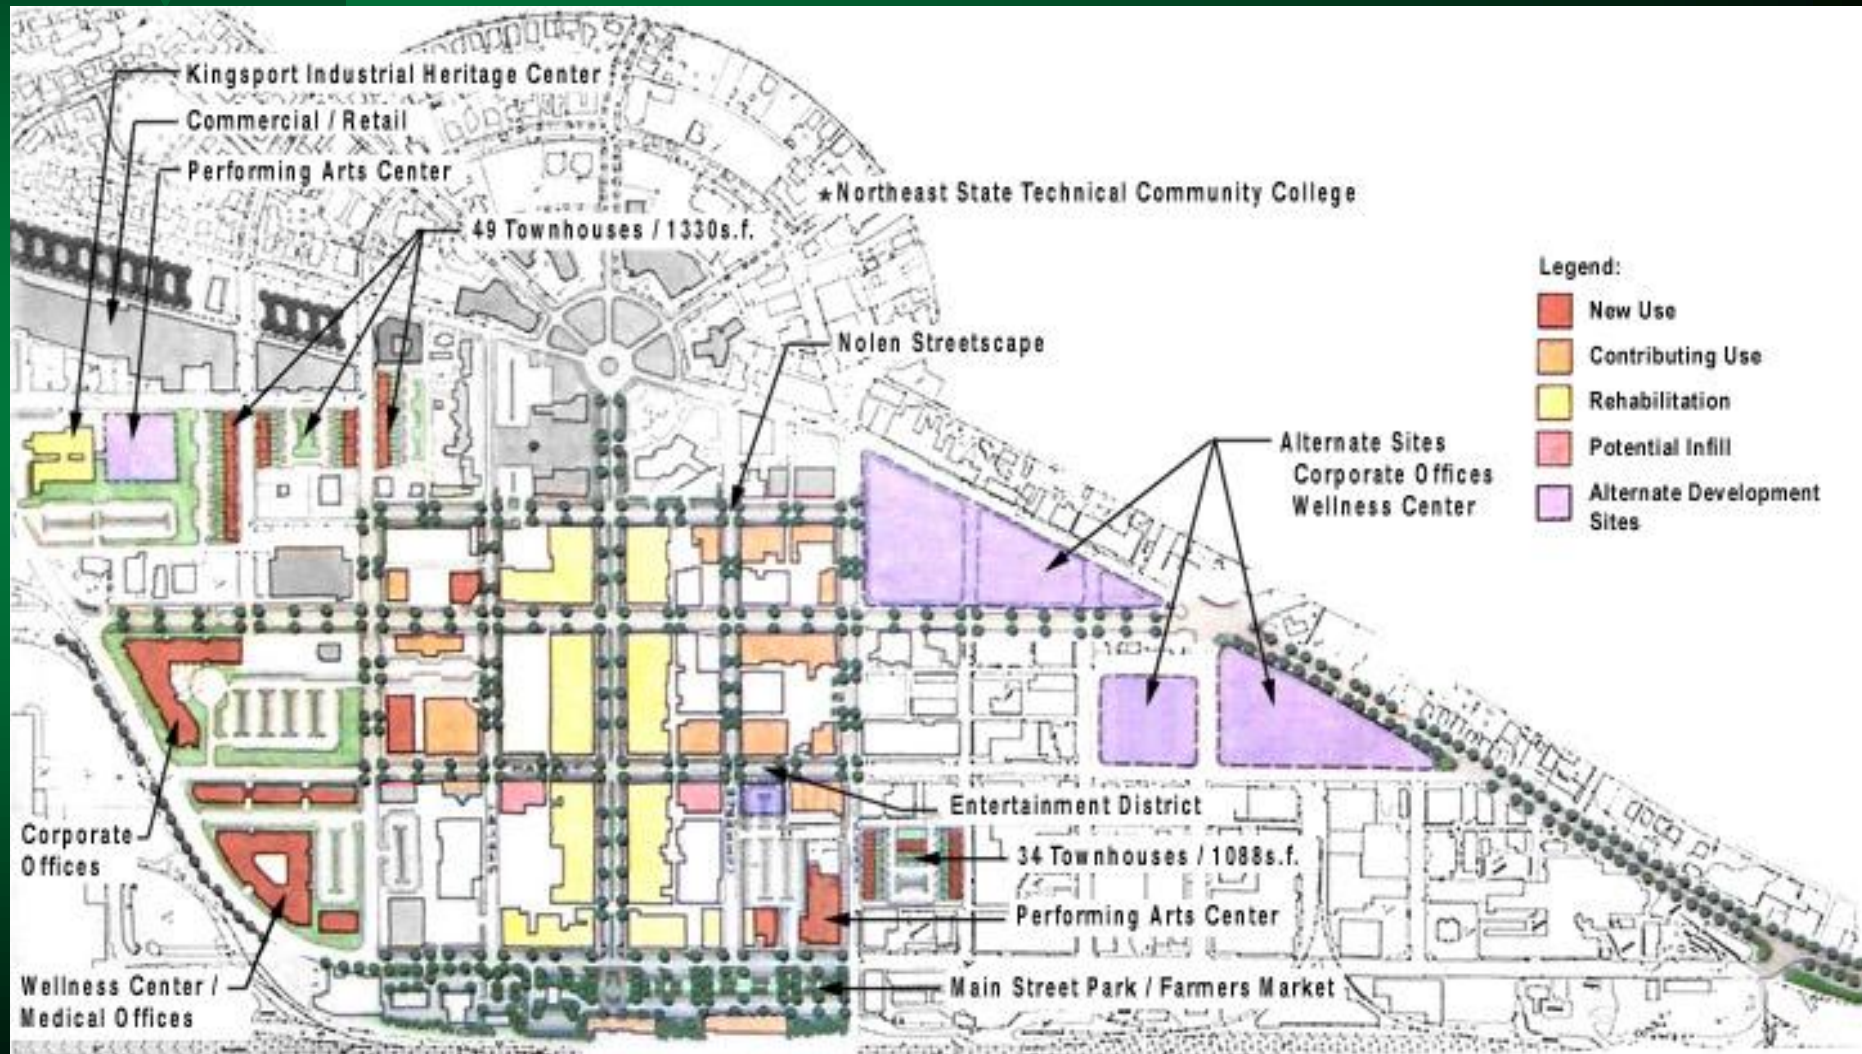 Kingsport Industrial Heritage Center
Commercial / Retail
Performing Arts Center
★Northeast State Technical Community College
49 Townhouses / 1330s.f.
Legend:
New Use
Nolen Streetscape
Contributing Use
Rehabilitation
Alternate Sites
Corporate Offices
Wellness Center
Potential Infill
Alternate Development
Sites
Entertainment District
Corporate
Offices
34 Townhouses / 1088s.f.
Performing Arts Center
Wellness Center /
Medical Offices
Main Street Park / Farmers Market